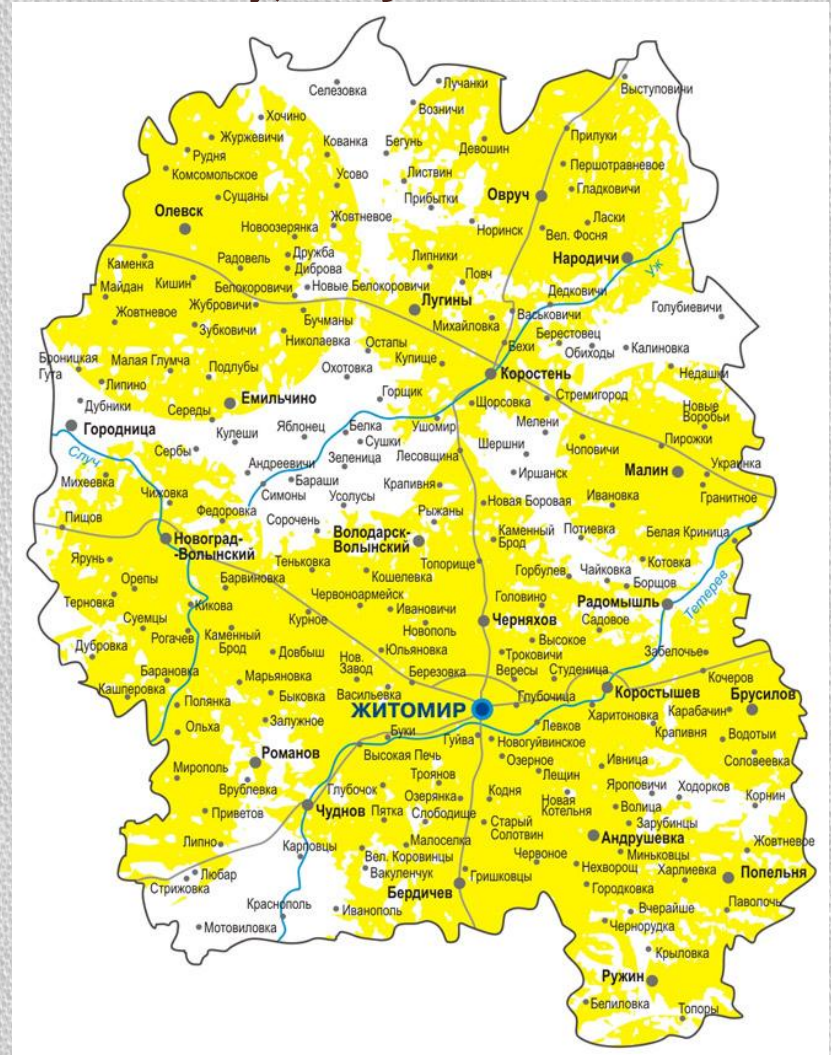 Селезовка
Лучанки
Выступовичи
Возничи
Хочино
Журжевичи
Кованка
Бегунь
Девошин
Прилуки
Рудня
Комсомольское
Усово
Листвин
Першотравневое
Сущаны
Прибытки
Овруч
Гладковичи
Олевск
Жовтневое
Новоозерянка
Норинск
Ласки
Вел. Фосня
Каменка
Радовель
Дружба
Диброва
Липники
Народичи
Уж
Майдан
Кишин
Белокоровичи
Новые Белокоровичи
Повч
Дедковичи
Жовтневое
Жубровичи
Бучманы
Лугины
Васьковичи
Голубиевичи
Зубковичи
Николаевка
Михайловка
Берестовец
Остапы
Бехи
Обиходы
Калиновка
Броницкая
Гута
Малая Глумча
Подлубы
Охотовка
Купище
Коростень
Недашки
Липино
Дубники
Емильчино
Горщик
Щорсовка
Стремигород
Новые
Воробьи
Городница
Середы
Кулеши
Яблонец
Белка
Ушомир
Мелени
Пирожки
Случ
Сербы
Сушки
Зеленица
Лесовщина
Шершни
Чоповичи
Малин
Украинка
Михеевка
Андреевичи
Бараши
Крапивня
Иршанск
Гранитное
Чижовка
Симоны
Усолусы
Новая Боровая
Ивановка
Пищов
Федоровка
Сорочень
Рыжаны
Новоград-
-Волынский
Володарск-
Волынский
Каменный
Брод
Потиевка
Белая Криница
Ярунь
Теньковка
Топорище
Горбулев
Чайковка
Котовка
Орепы
Барвиновка
Кошелевка
Борщов
Терновка
Кикова
Червоноармейск
Ивановичи
Головино
Радомышль
Тетерев
Суемцы
Курное
Новополь
Черняхов
Садовое
Рогачев
Каменный
Брод
Юльяновка
Высокое
Дубровка
Довбыш
Нов.
Завод
Троковичи
Забелочье
Барановка
Марьяновка
Березовка
Вересы
Студеница
Кочеров
Кашперовка
Полянка
Быковка
Васильевка
Глубочица
Коростышев
Брусилов
Залужное
ЖИТОМИР
Харитоновка
Карабачин
Ольха
Буки
Гуйва
Левков
Крапивня
Водотыи
Романов
Высокая Печь
Новогуйвинское
Соловеевка
Мирополь
Троянов
Озерное
Лещин
Ивница
Врублевка
Глубочок
Озерянка
Кодня
Новая
Котельня
Яроповичи
Ходорков
Корнин
Приветов
Чуднов
Пятка
Слободище
Волица
Зарубинцы
Старый
Солотвин
Андрушевка
Жовтневое
Липно
Карповцы
Малоселка
Миньковцы
Вел. Коровинцы
Червоное
Нехворощ
Харлиевка
Попельня
Любар
Вакуленчук
Гришковцы
Стрижовка
Бердичев
Городковка
Паволочь
Краснополь
Иванополь
Вчерайше
Мотовиловка
Чернорудка
Крыловка
Ружин
Белиловка
Топоры